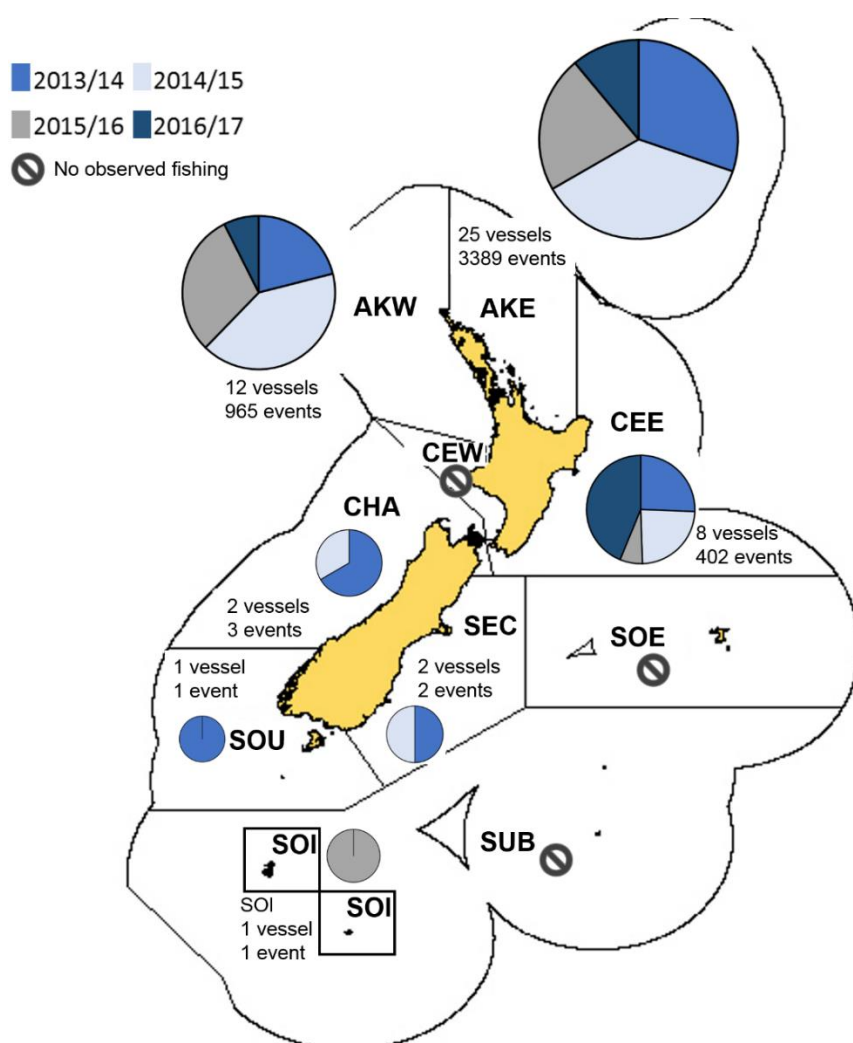 2013/14
2014/15
2015/16
2016/17
No observed fishing
25 vessels
3389 events
AKW
AKE
12 vessels
965 events
CEE
CEW
CHA
8 vessels
402 events
2 vessels
3 events
SEC
SOE
1 vessel
1 event
2 vessels
2 events
SOU
SUB
SOI
SOI
SOI
1 vessel
1 event